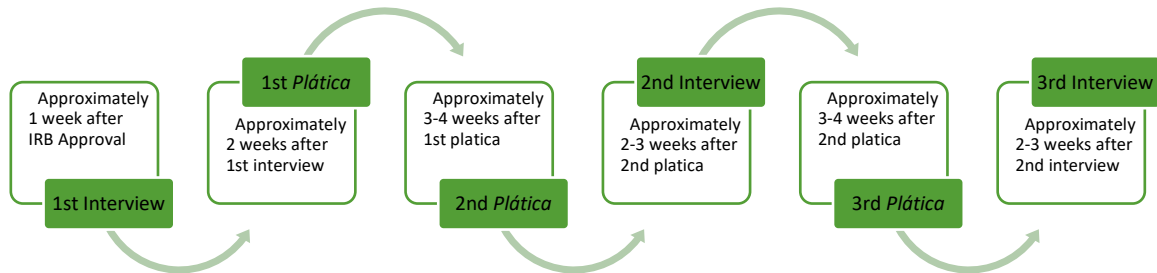 Approximately
1 week after
IRB Approval
1st Interview
1st Plática
Approximately
2 weeks after
1st interview
Approximately
3-4 weeks after
1st platica
2nd Plática
2nd Interview
Approximately
2-3 weeks after
2nd platica
Approximately
3-4 weeks after
2nd platica
3rd Plática
3rd Interview
Approximately
2-3 weeks after
2nd interview